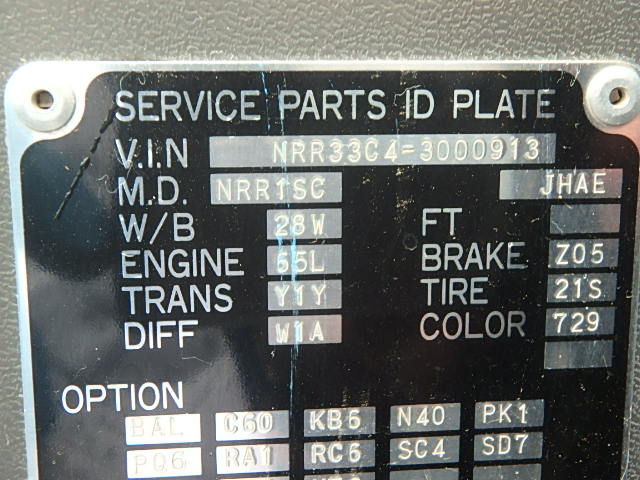 SERVICE PARTS ID PLATE
V.I.N NRR33C4-3000913
M.D. NRR1SC JHAE
W/B 28W FT
ENGINE 65L BRAKE Z05
TRANS Y1Y TIRE 21S
DIFF W1A COLOR 729
OPTION
BAL C60 KB6 N40 PK1
PQ6 RA1 RC6 SC4 SD7